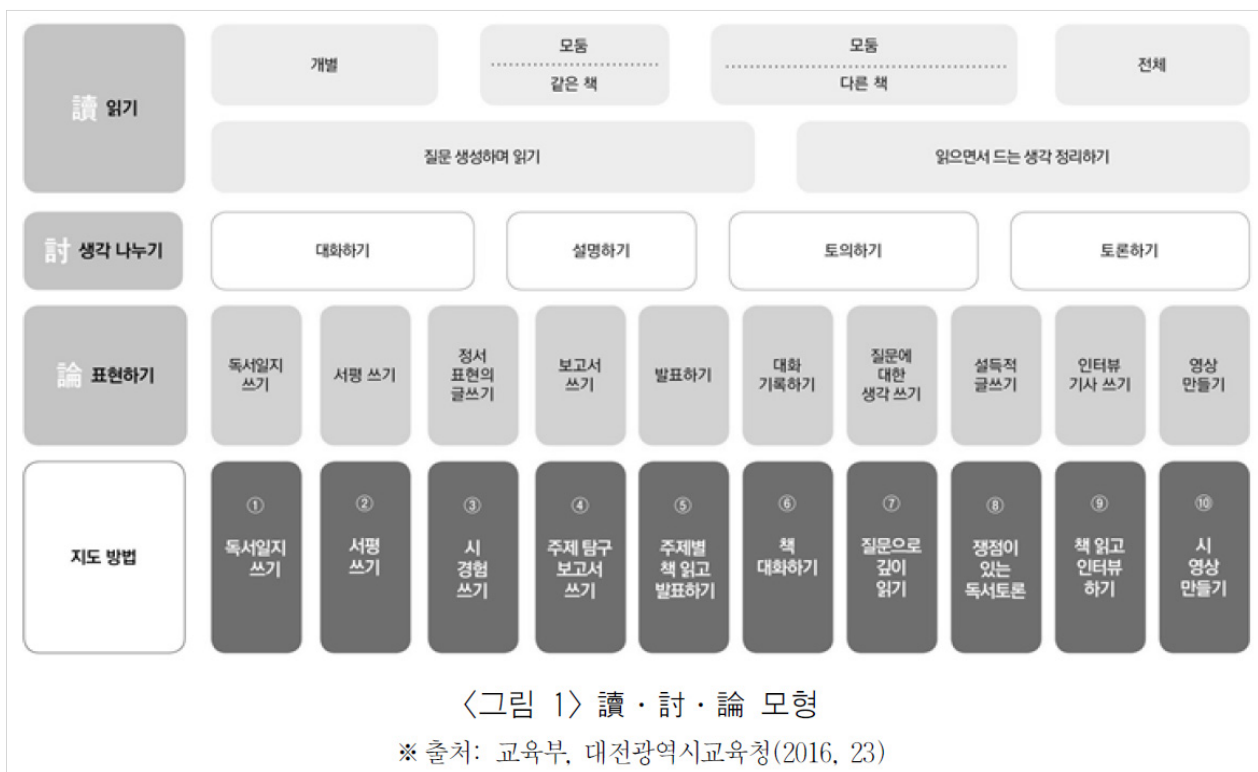 讀 읽기
개별
모둠
같은 책
모둠
다른 책
전체
질문 생성하며 읽기
읽으면서 드는 생각 정리하기
討 생각 나누기
대화하기
설명하기
토의하기
토론하기
論 표현하기
독서일지
쓰기
서평 쓰기
정서
표현의
글쓰기
보고서
쓰기
발표하기
대화
기록하기
질문에
대한
생각 쓰기
설득적
글쓰기
인터뷰
기사 쓰기
영상
만들기
지도 방법
①
독서일지
쓰기
②
서평
쓰기
③
시
경험
쓰기
④
주제 탐구
보고서
쓰기
⑤
주제별
책 읽고
발표하기
⑥
책
대화하기
⑦
질문으로
깊이
읽기
⑧
쟁점이
있는
독서토론
⑨
책 읽고
인터뷰
하기
⑩
시
영상
만들기
〈그림 1〉 讀·討·論 모형
※ 출처: 교육부, 대전광역시교육청(2016, 23)